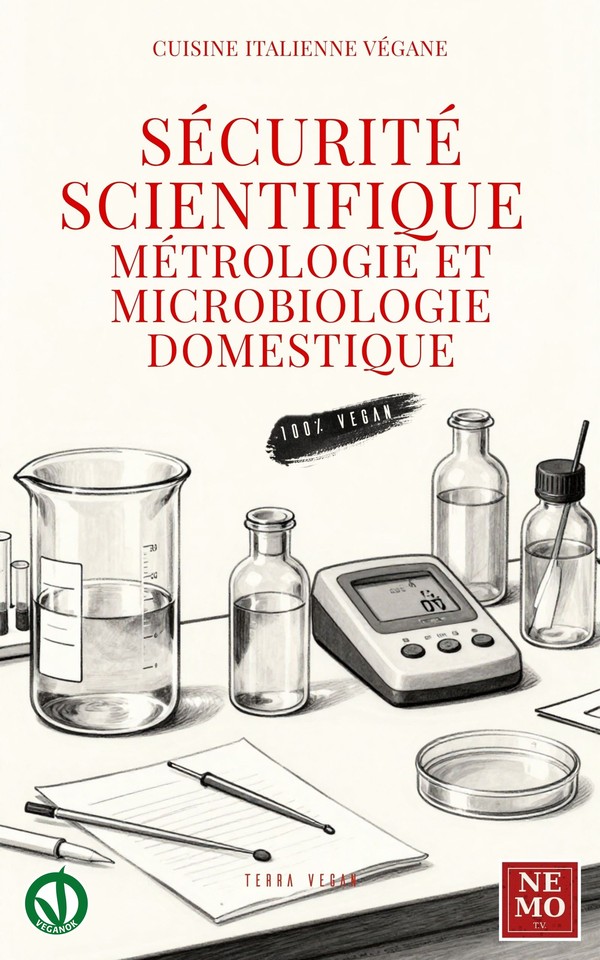 CUISINE ITALIENNE VÉGANE
SÉCURITÉ
SCIENTIFIQUE
MÉTROLOGIE ET
MICROBIOLOGIE
DOMESTIQUE
100% VEGAN
TERRA VEGAN
VEGANOK
NE
MO
T.V.